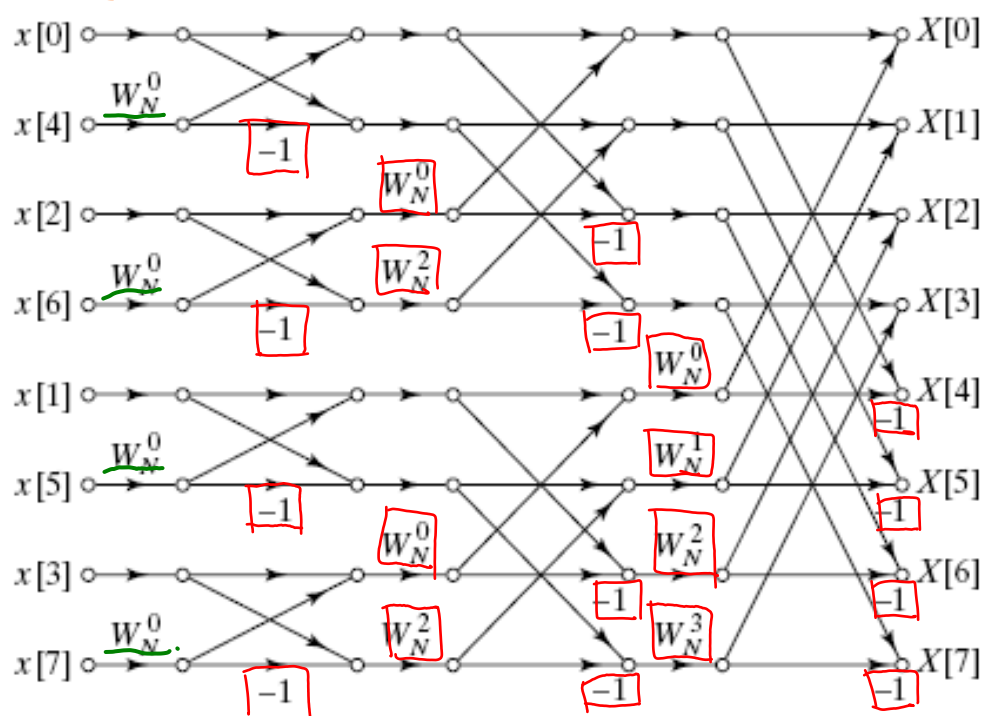 x[0] X[0]
W_N^0
x[4] -1 X[1]
W_N^0
x[2] -1 X[2]
W_N^0 W_N^2
x[6] -1 -1 X[3]
W_N^0
x[1] X[4]
-1
W_N^0 W_N^1
x[5] -1 X[5]
-1
W_N^0 W_N^2
x[3] -1 X[6]
-1
W_N^0 W_N^2 W_N^3
x[7] -1 -1 X[7]
-1